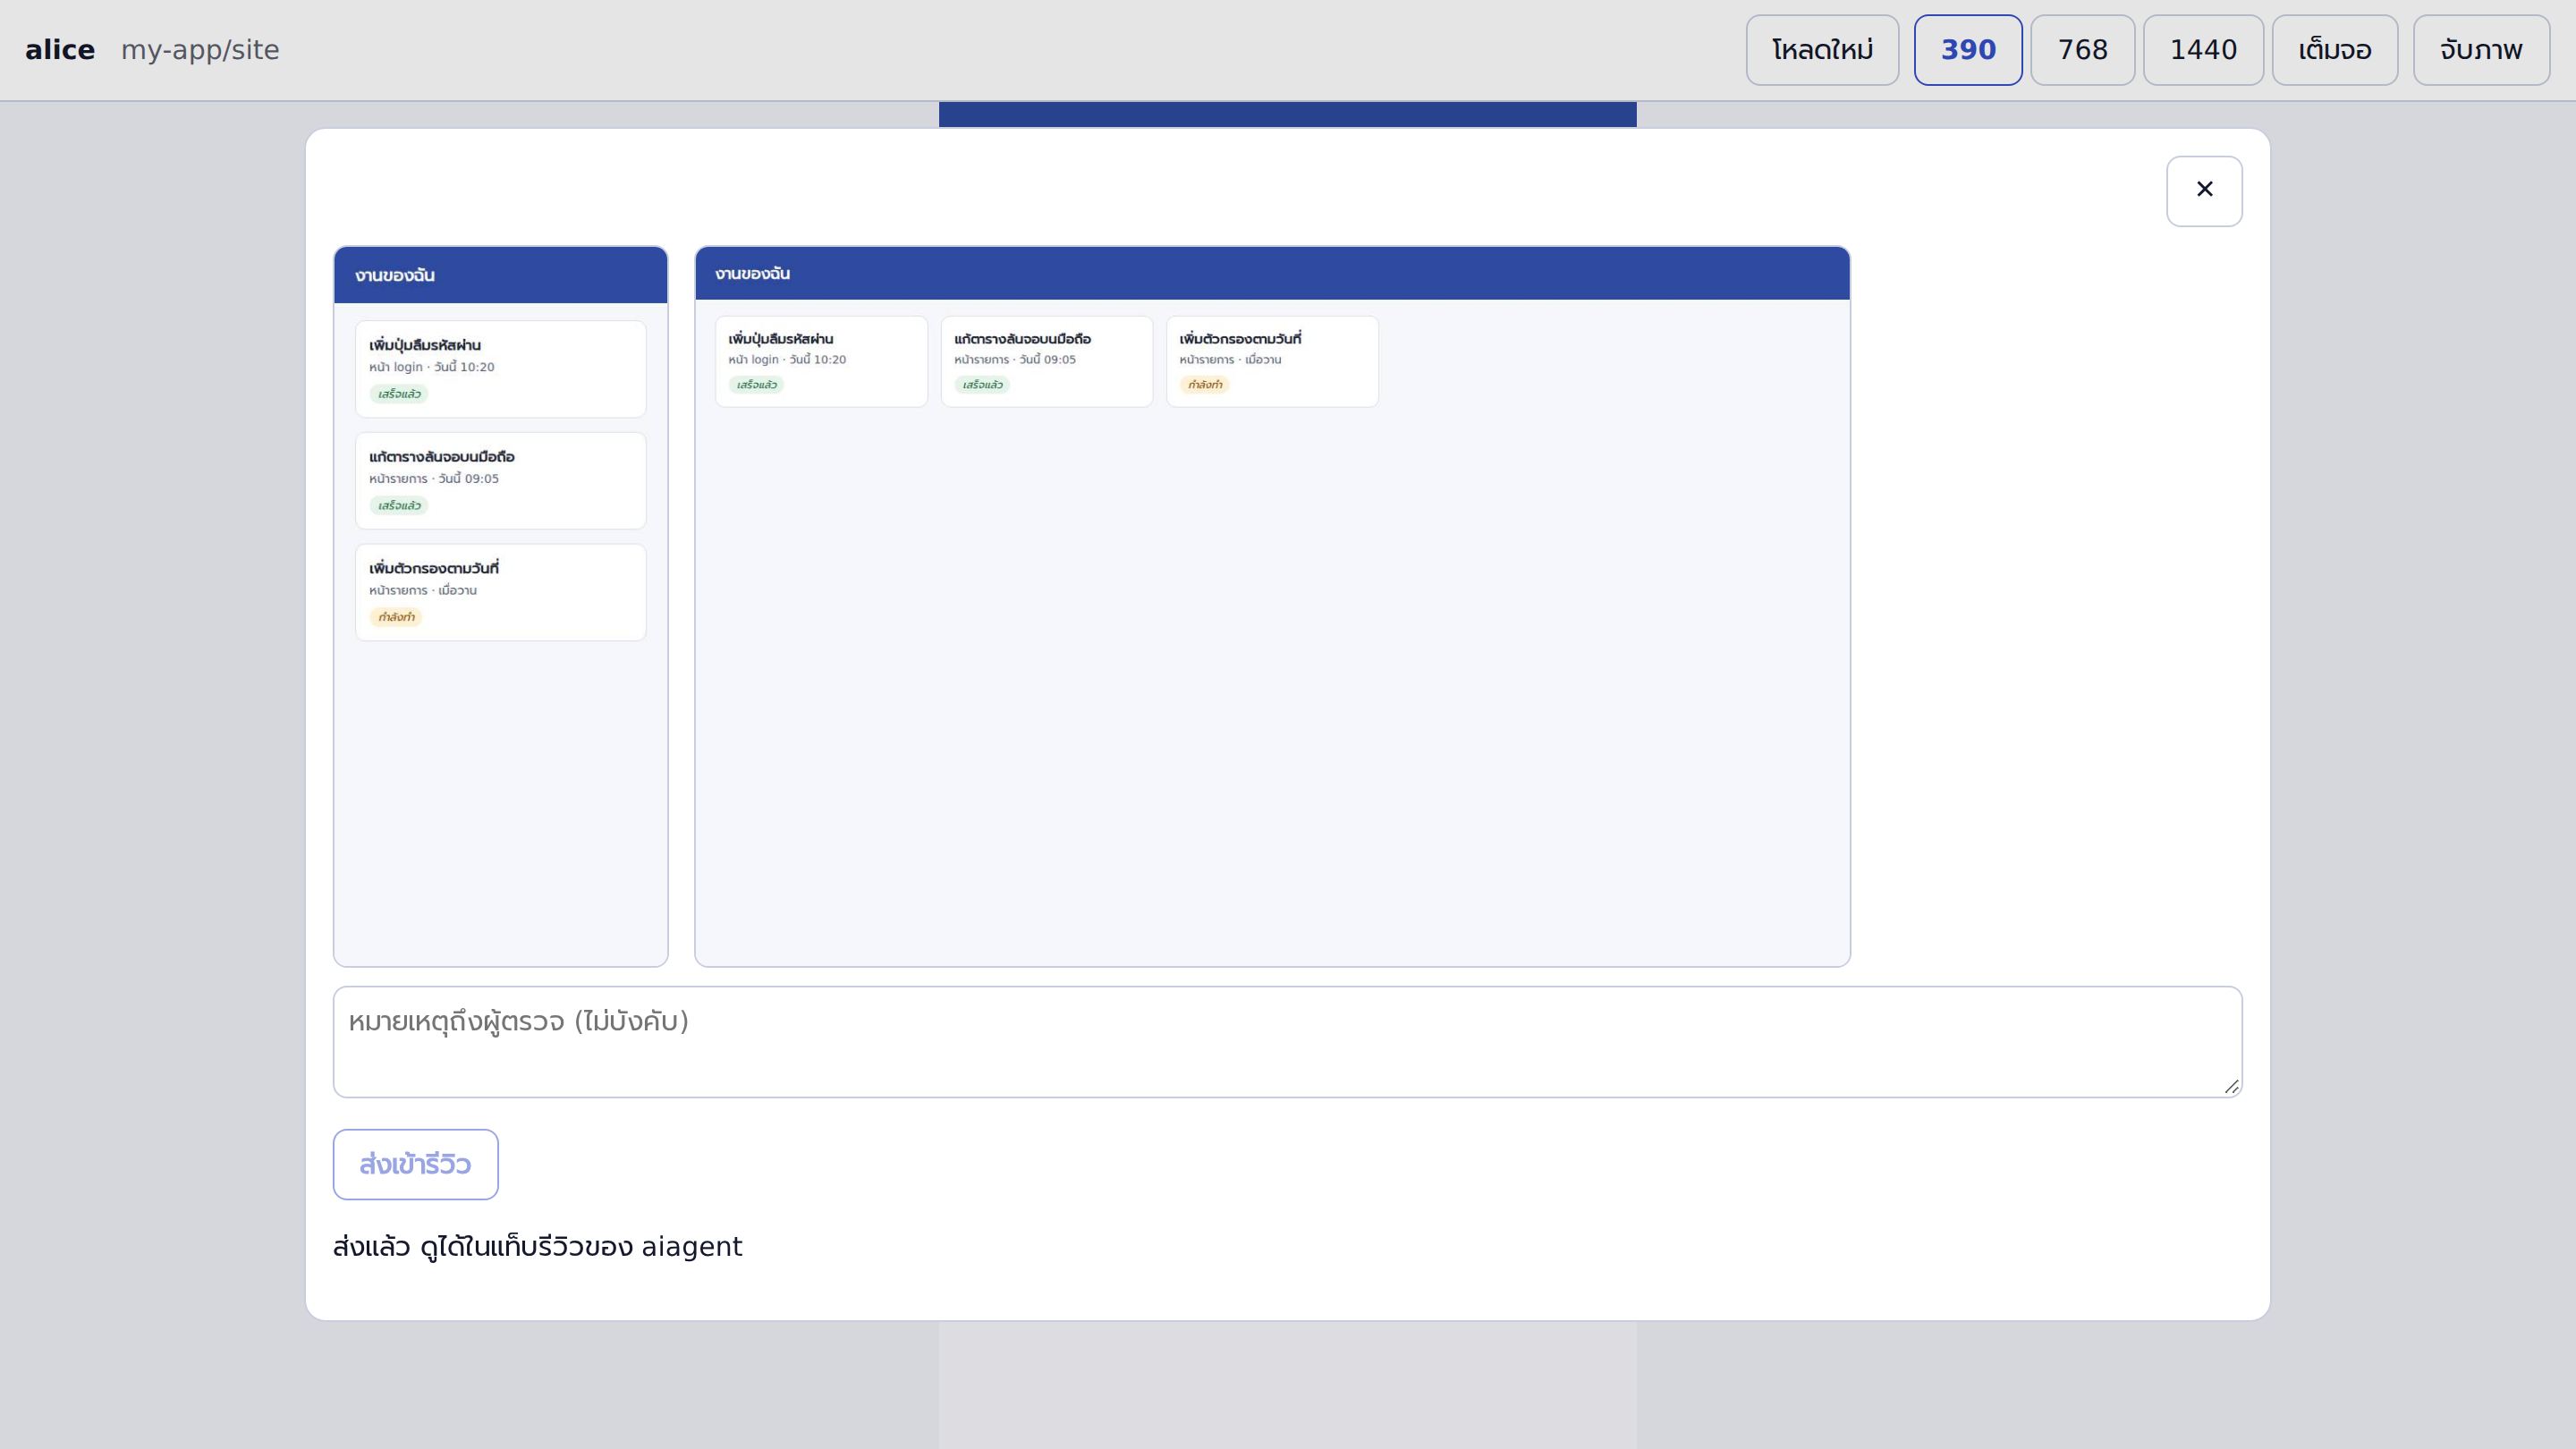 alice my-app/site โหลดใหม่ 390 768 1440 เต็มจอ จับภาพ
×
งานของฉัน
เพิ่มปุ่มลืมรหัสผ่าน
หน้า login · วันนี้ 10:20
เสร็จแล้ว
แก้ตารางล้นจอบนมือถือ
หน้ารายการ · วันนี้ 09:05
เสร็จแล้ว
เพิ่มตัวกรองตามวันที่
หน้ารายการ · เมื่อวาน
กำลังทำ
งานของฉัน
เพิ่มปุ่มลืมรหัสผ่าน
หน้า login · วันนี้ 10:20
เสร็จแล้ว
แก้ตารางล้นจอบนมือถือ
หน้ารายการ · วันนี้ 09:05
เสร็จแล้ว
เพิ่มตัวกรองตามวันที่
หน้ารายการ · เมื่อวาน
กำลังทำ
หมายเหตุถึงผู้ตรวจ (ไม่บังคับ)
ส่งเข้ารีวิว
ส่งแล้ว ดูได้ในแท็บรีวิวของ aiagent